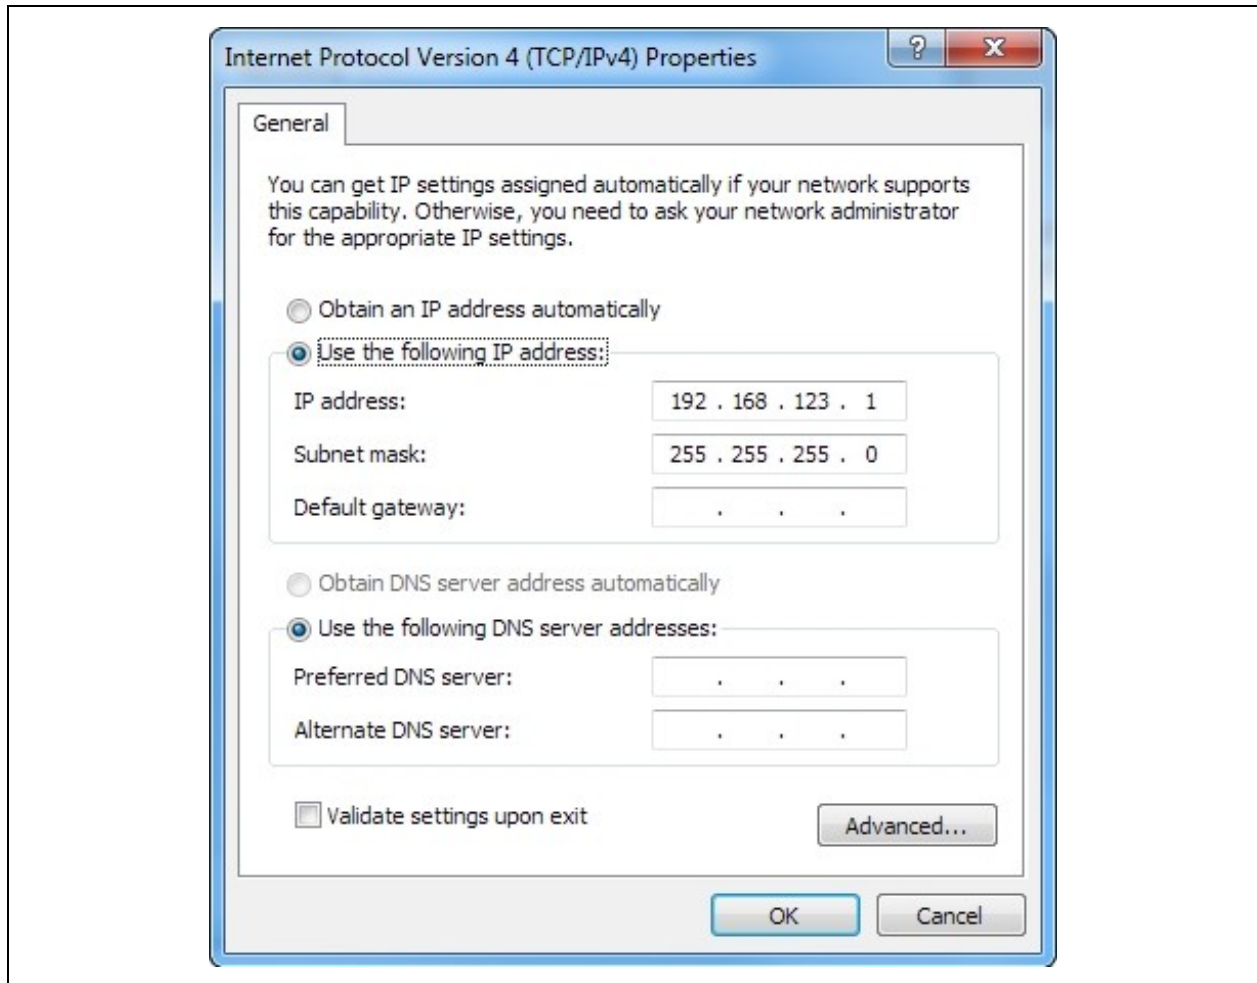 Internet Protocol Version 4 (TCP/IPv4) Properties
?
General
You can get IP settings assigned automatically if your network supports
this capability. Otherwise, you need to ask your network administrator
for the appropriate IP settings.
Obtain an IP address automatically
Use the following IP address:
IP address: 192 . 168 . 123 . 1
Subnet mask: 255 . 255 . 255 . 0
Default gateway: . . .
Obtain DNS server address automatically
Use the following DNS server addresses:
Preferred DNS server: . . .
Alternate DNS server: . . .
Validate settings upon exit
Advanced...
OK Cancel